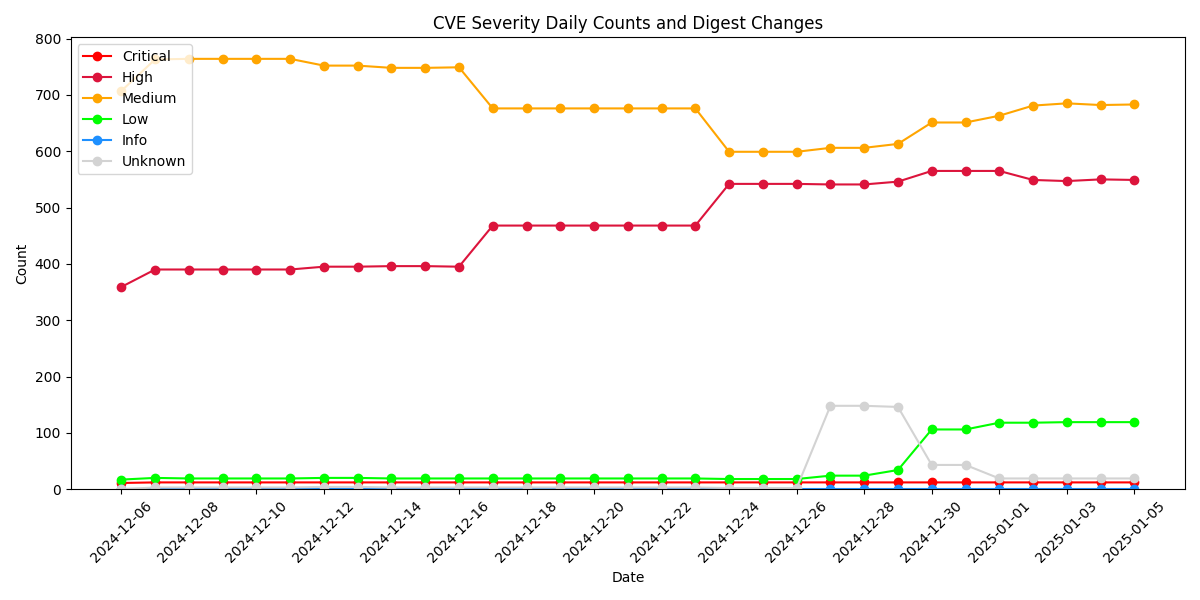 CVE Severity Daily Counts and Digest Changes
Critical
High
Medium
Low
Info
Unknown
Count
800
700
600
500
400
300
200
100
0
2024-12-06
2024-12-08
2024-12-10
2024-12-12
2024-12-14
2024-12-16
2024-12-18
2024-12-20
2024-12-22
2024-12-24
2024-12-26
2024-12-28
2024-12-30
2025-01-01
2025-01-03
2025-01-05
Date